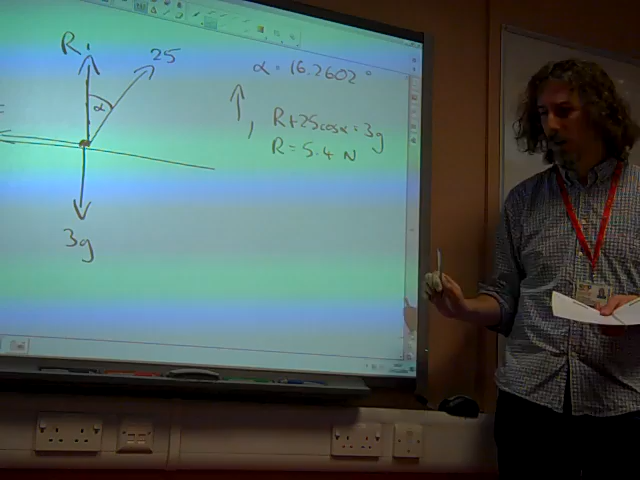 R
25
α
3g
α = 16.2602°
R+25cosα = 3g
R = 5.4 N